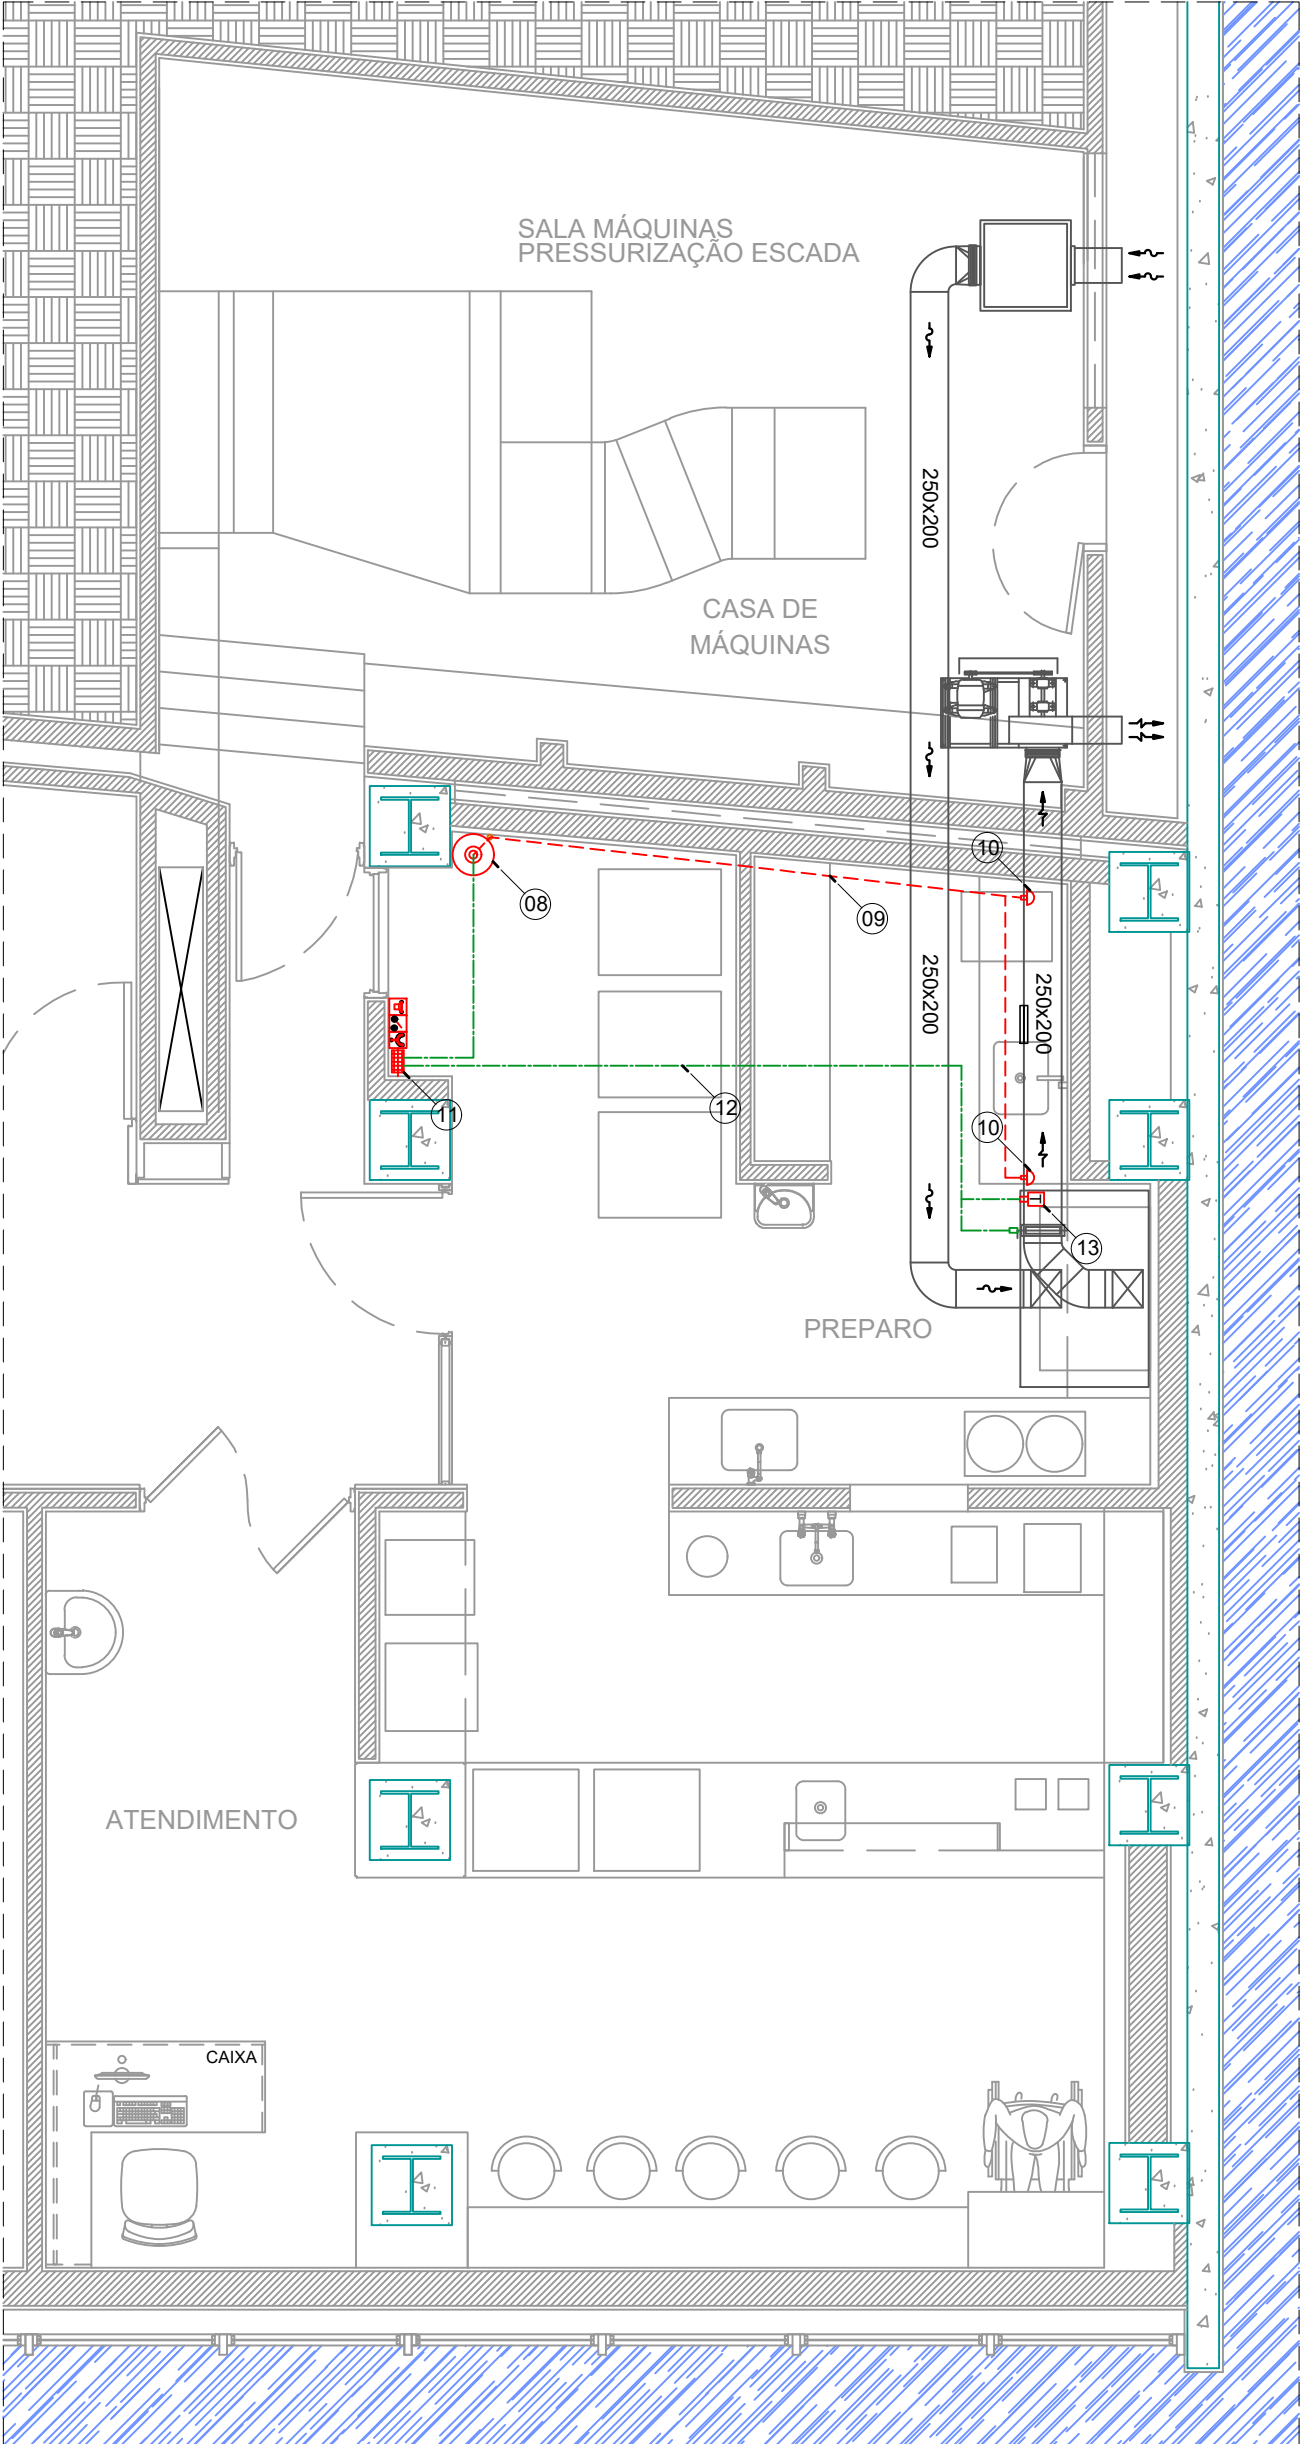 SALA MÁQUINAS
PRESSURIZAÇÃO ESCADA
250x200
CASA DE
MÁQUINAS
10
08
09
250x200
250x200
11
12
10
13
PREPARO
ATENDIMENTO
CAIXA